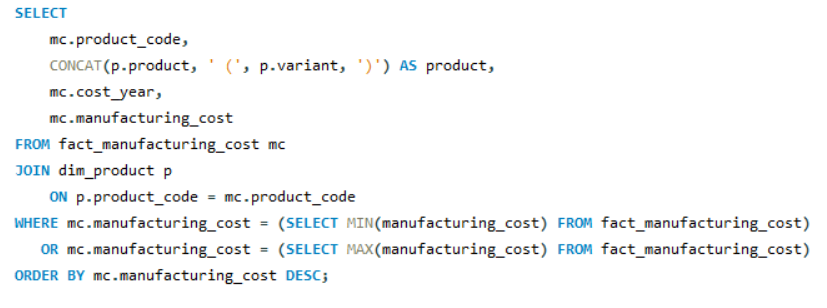 SELECT
    mc.product_code,
    CONCAT(p.product, ' (', p.variant, ')') AS product,
    mc.cost_year,
    mc.manufacturing_cost
FROM fact_manufacturing_cost mc
JOIN dim_product p
    ON p.product_code = mc.product_code
WHERE mc.manufacturing_cost = (SELECT MIN(manufacturing_cost) FROM fact_manufacturing_cost)
   OR mc.manufacturing_cost = (SELECT MAX(manufacturing_cost) FROM fact_manufacturing_cost)
ORDER BY mc.manufacturing_cost DESC;